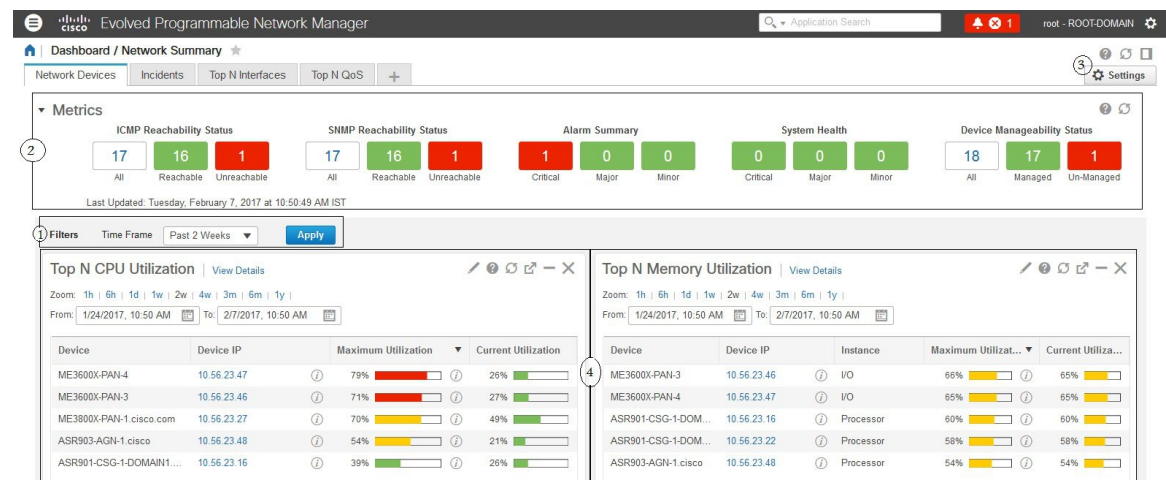 cisco Evolved Programmable Network Manager Application Search 1 root - ROOT-DOMAIN
Dashboard / Network Summary
Network Devices Incidents Top N Interfaces Top N QoS + 3 Settings
Metrics
ICMP Reachability Status SNMP Reachability Status Alarm Summary System Health Device Manageability Status
2 17 16 1 17 16 1 1 0 0 0 0 0 18 17 1
All Reachable Unreachable All Reachable Unreachable Critical Major Minor Critical Major Minor All Managed Un-Managed
Last Updated: Tuesday, February 7, 2017 at 10:50:49 AM IST
1 Filters Time Frame Past 2 Weeks Apply
Top N CPU Utilization | View Details
Zoom: 1h | 6h | 1d | 1w | 2w | 4w | 3m | 6m | 1y |
From: 1/24/2017, 10:50 AM To: 2/7/2017, 10:50 AM
Device Device IP Maximum Utilization Current Utilization
ME3600X-PAN-4 10.56.23.47 79% 26%
ME3600X-PAN-3 10.56.23.46 71% 27%
ME3800X-PAN-1.cisco.com 10.56.23.27 70% 49%
ASR903-AGN-1.cisco 10.56.23.48 54% 21%
ASR901-CSG-1-DOMAIN1.... 10.56.23.16 39% 26%
4
Top N Memory Utilization | View Details
Zoom: 1h | 6h | 1d | 1w | 2w | 4w | 3m | 6m | 1y |
From: 1/24/2017, 10:50 AM To: 2/7/2017, 10:50 AM
Device Device IP Instance Maximum Utilizat... Current Utiliza...
ME3600X-PAN-3 10.56.23.46 I/O 66% 65%
ME3600X-PAN-4 10.56.23.47 I/O 65% 65%
ASR901-CSG-1-DOM... 10.56.23.16 Processor 60% 60%
ASR901-CSG-1-DOM... 10.56.23.22 Processor 58% 58%
ASR903-AGN-1.cisco 10.56.23.48 Processor 54% 54%